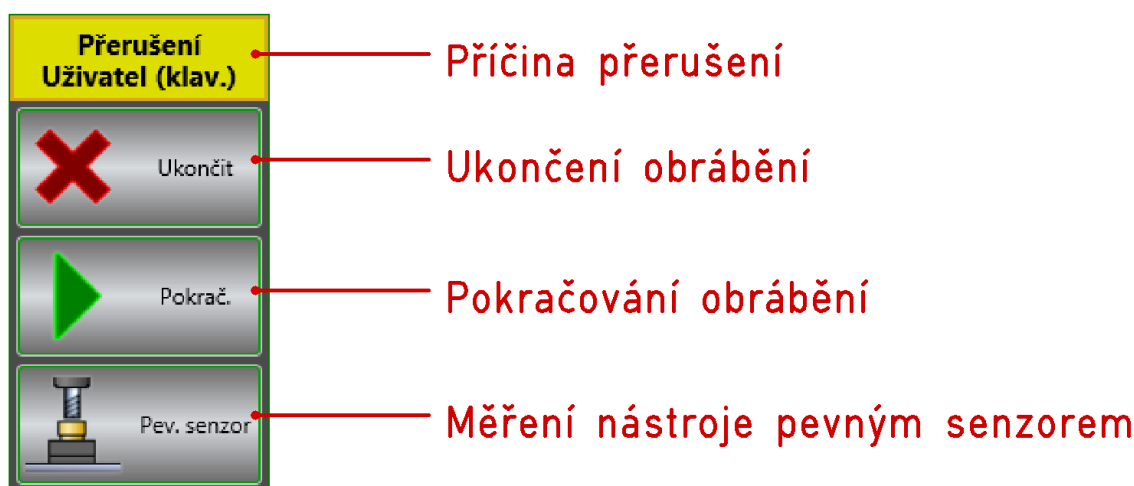 Přerušení
Uživatel (klav.)
Příčina přerušení
Ukončit
Ukončení obrábění
Pokrač.
Pokračování obrábění
Pev. senzor
Měření nástroje pevným senzorem